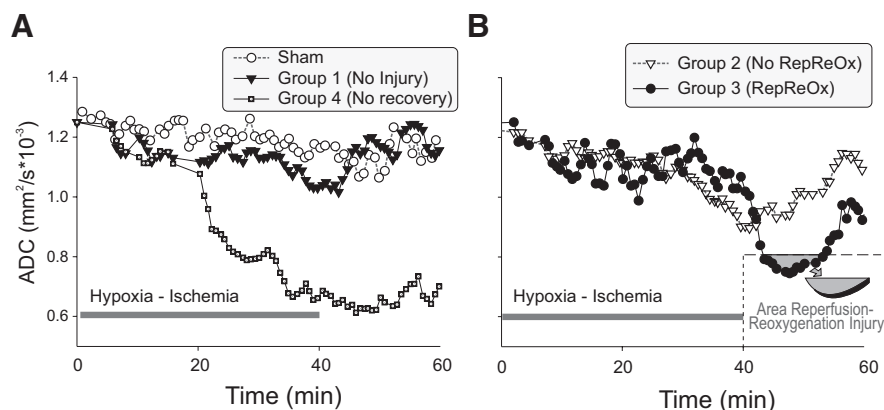 A
Sham
Group 1 (No Injury)
Group 4 (No recovery)
1.4
1.2
1.0
0.8
0.6
ADC (mm²/s*10⁻³)
Hypoxia - Ischemia
0
20
40
60
Time (min)
B
Group 2 (No RepReOx)
Group 3 (RepReOx)
Hypoxia - Ischemia
Area Reperfusion-
Reoxygenation Injury
0
20
40
60
Time (min)